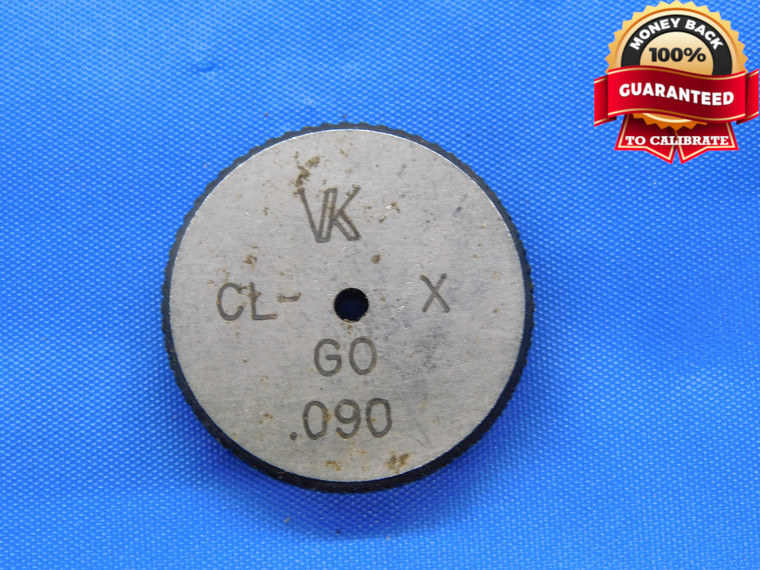 VK
CL- X
GO
.090
MONEY BACK
100%
GUARANTEED
TO CALIBRATE